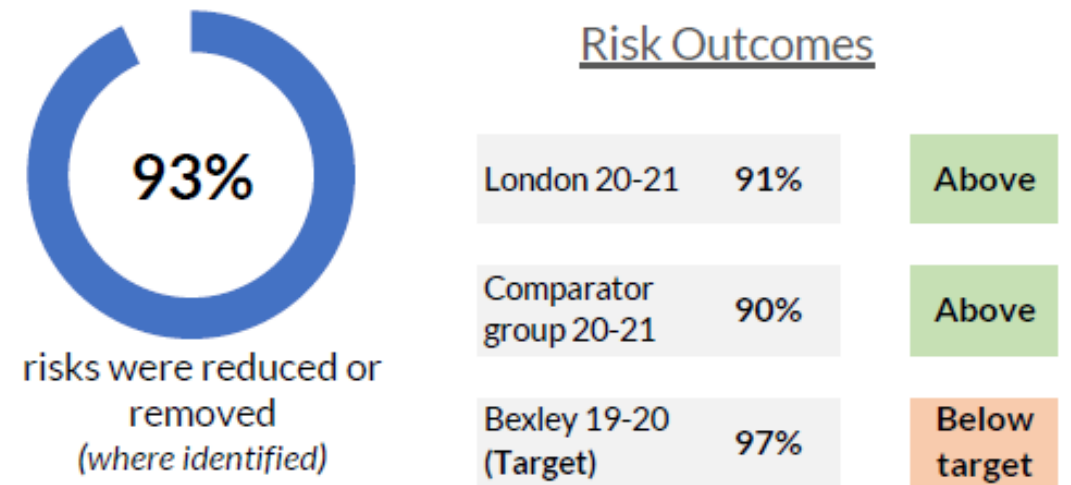 Risk Outcomes
93%
risks were reduced or
removed
(where identified)
London 20-21 91% Above
Comparator
group 20-21 90% Above
Bexley 19-20
(Target) 97% Below
target